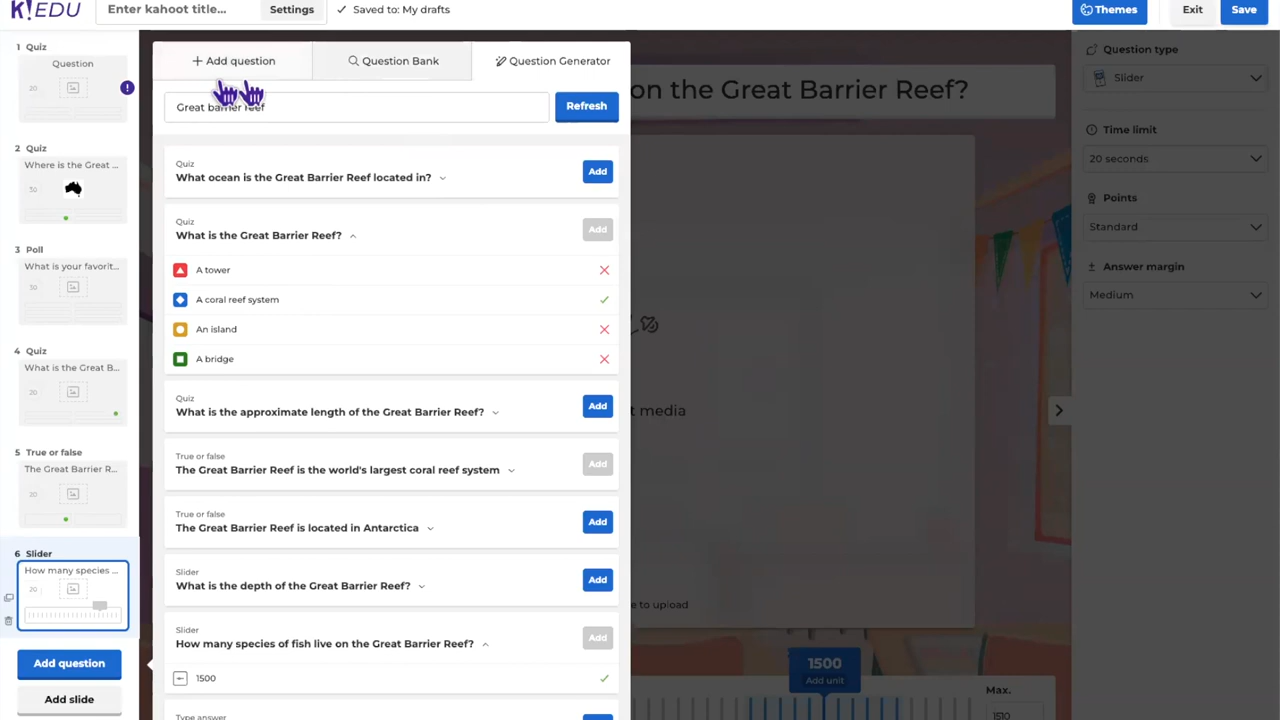 K!EDU Enter kahoot title... Settings Saved to: My drafts Themes Exit Save
1 Quiz
Question
20
!
2 Quiz
Where is the Great ...
30
3 Poll
What is your favorit...
30
4 Quiz
What is the Great B...
20
5 True or false
The Great Barrier R...
20
6 Slider
How many species ...
20
Add question
Add slide
Add question Question Bank Question Generator
Great barrier reef Refresh
Quiz
What ocean is the Great Barrier Reef located in? Add
Quiz
What is the Great Barrier Reef? Add
A tower
A coral reef system
An island
A bridge
Quiz
What is the approximate length of the Great Barrier Reef? Add
True or false
The Great Barrier Reef is the world's largest coral reef system Add
True or false
The Great Barrier Reef is located in Antarctica Add
Slider
What is the depth of the Great Barrier Reef? Add
Slider
How many species of fish live on the Great Barrier Reef? Add
1500
Type answer
on the Great Barrier Reef?
t media
e to upload
1500
Add unit
Max.
1510
Question type
Slider
Time limit
20 seconds
Points
Standard
Answer margin
Medium